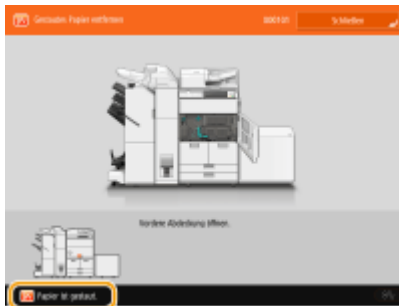 Gestautes Papier entfernen
Schließen
Vordere Abdeckung öffnen.
Papier ist gestaut.